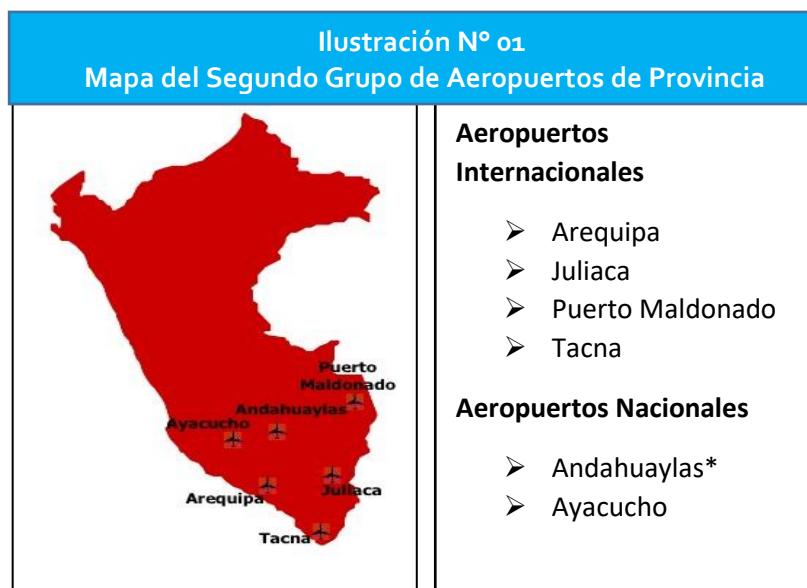 Ilustración N° 01
Mapa del Segundo Grupo de Aeropuertos de Provincia
Puerto
Maldonado
Andahuaylas
Ayacucho
Arequipa
Juliaca
Tacna
Aeropuertos
Internacionales
➢ Arequipa
➢ Juliaca
➢ Puerto Maldonado
➢ Tacna
Aeropuertos Nacionales
➢ Andahuaylas*
➢ Ayacucho